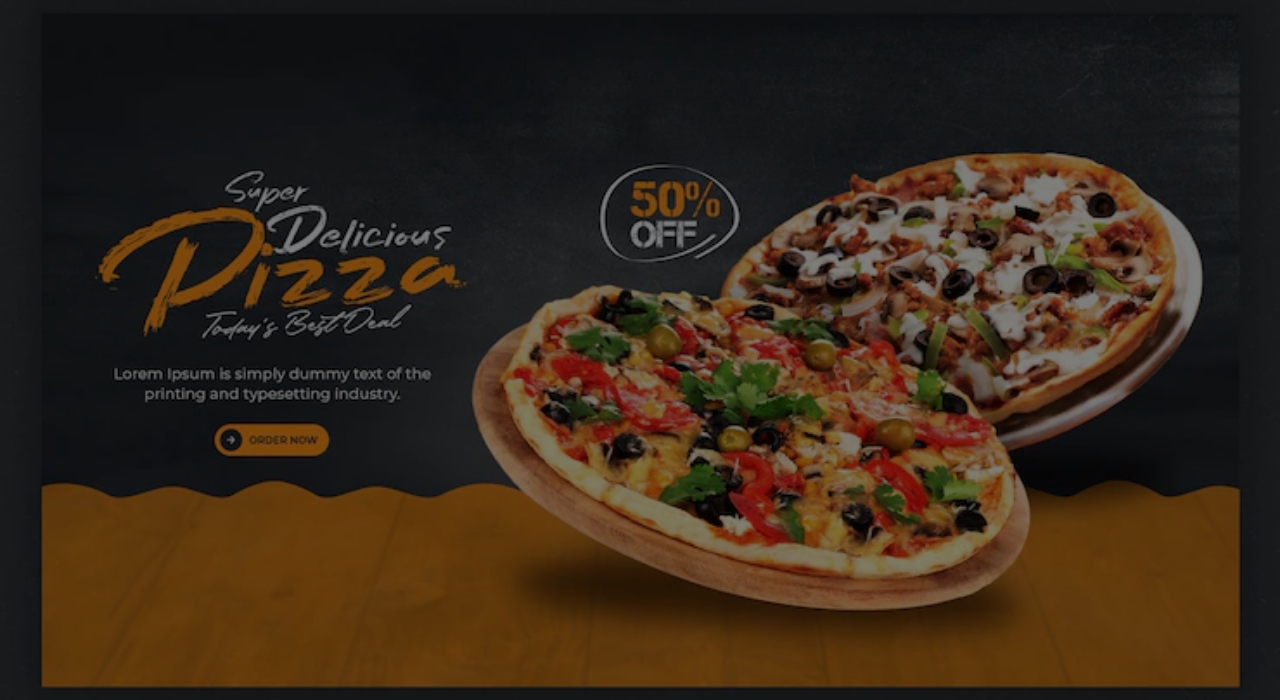 Super
Delicious
Pizza
Today's Best Deal
Lorem Ipsum is simply dummy text of the
printing and typesetting industry.
ORDER NOW
50%
OFF